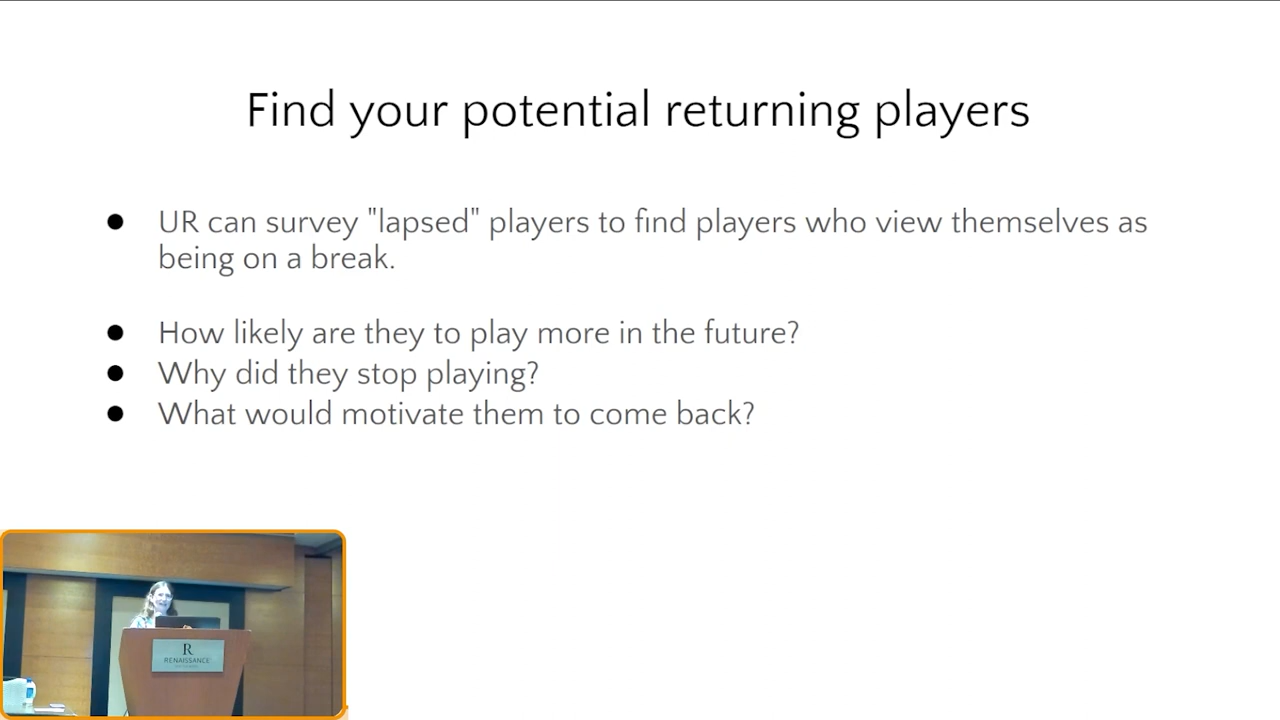 Find your potential returning players
● UR can survey "lapsed" players to find players who view themselves as
being on a break.
● How likely are they to play more in the future?
● Why did they stop playing?
● What would motivate them to come back?
R
RENAISSANCE